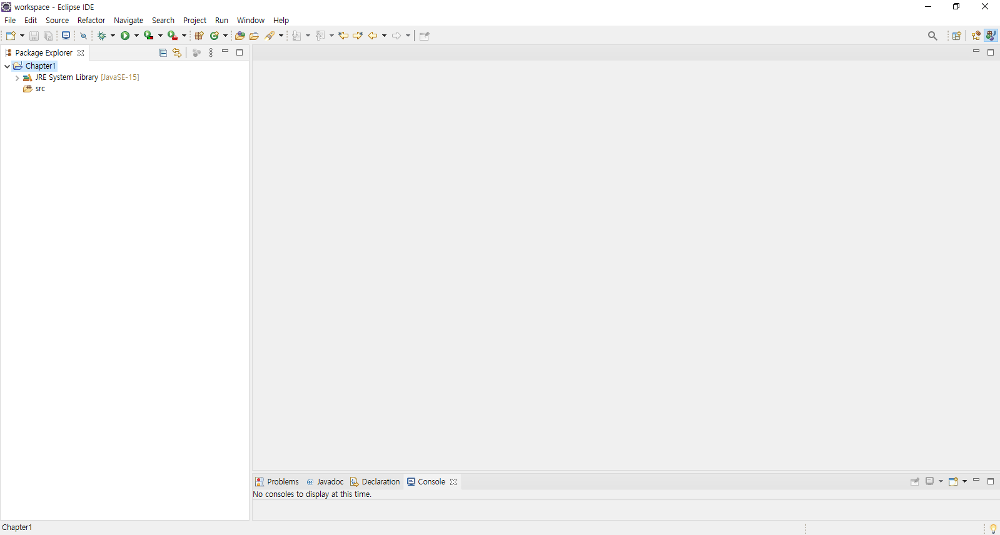 workspace - Eclipse IDE
File Edit Source Refactor Navigate Search Project Run Window Help
Package Explorer
Chapter1
JRE System Library [JavaSE-15]
src
Problems @ Javadoc Declaration Console
No consoles to display at this time.
Chapter1